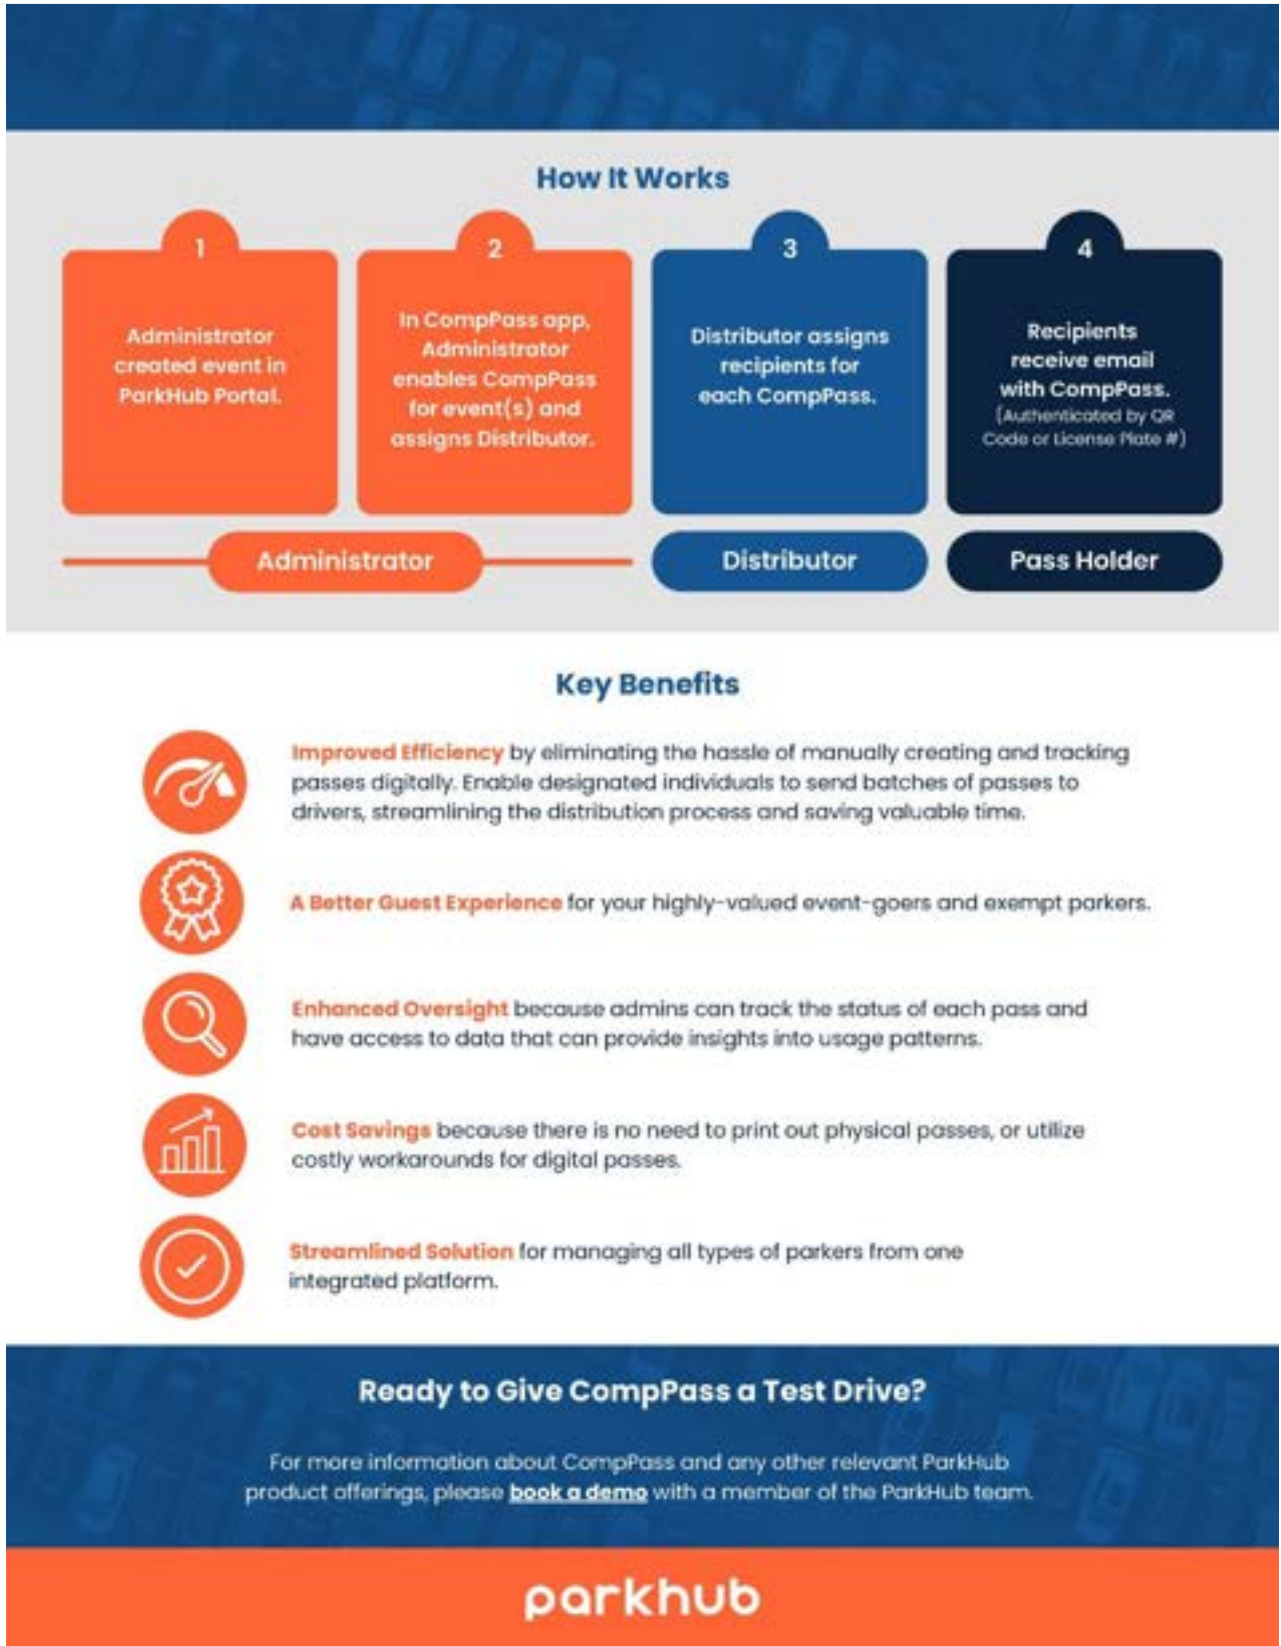 How It Works
1
Administrator
created event in
ParkHub Portal.
2
In CompPass app,
Administrator
enables CompPass
for event(s) and
assigns Distributor.
3
Distributor assigns
recipients for
each CompPass.
4
Recipients
receive email
with CompPass.
(Authenticated by QR
Code or License Plate #)
Administrator
Distributor
Pass Holder
Key Benefits
Improved Efficiency by eliminating the hassle of manually creating and tracking
passes digitally. Enable designated individuals to send batches of passes to
drivers, streamlining the distribution process and saving valuable time.
A Better Guest Experience for your highly-valued event-goers and exempt parkers.
Enhanced Oversight because admins can track the status of each pass and
have access to data that can provide insights into usage patterns.
Cost Savings because there is no need to print out physical passes, or utilize
costly workarounds for digital passes.
Streamlined Solution for managing all types of parkers from one
integrated platform.
Ready to Give CompPass a Test Drive?
For more information about CompPass and any other relevant ParkHub
product offerings, please book a demo with a member of the ParkHub team.
parkhub